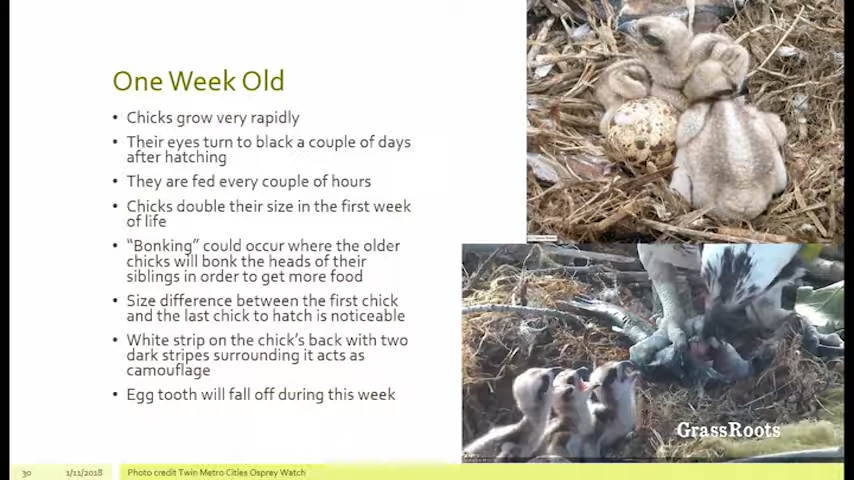 One Week Old
• Chicks grow very rapidly
• Their eyes turn to black a couple of days
after hatching
• They are fed every couple of hours
• Chicks double their size in the first week
of life
• “Bonking” could occur where the older
chicks will bonk the heads of their
siblings in order to get more food
• Size difference between the first chick
and the last chick to hatch is noticeable
• White strip on the chick's back with two
dark stripes surrounding it acts as
camouflage
• Egg tooth will fall off during this week
GrassRoots
30 1/11/2018 Photo credit Twin Metro Cities Osprey Watch